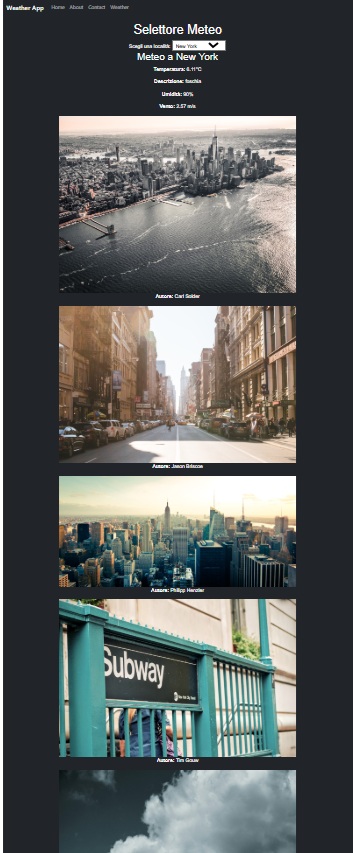 Weather App Home About Contact Weather
Selettore Meteo
Scegli una località: New York
Meteo a New York
Temperatura: 6.11°C
Descrizione: foschia
Umidità: 90%
Vento: 2.57 m/s
Autore: Carl Solder
Autore: Jason Briscoe
Autore: Philipp Henzler
Subway
Autore: Tim Gouw